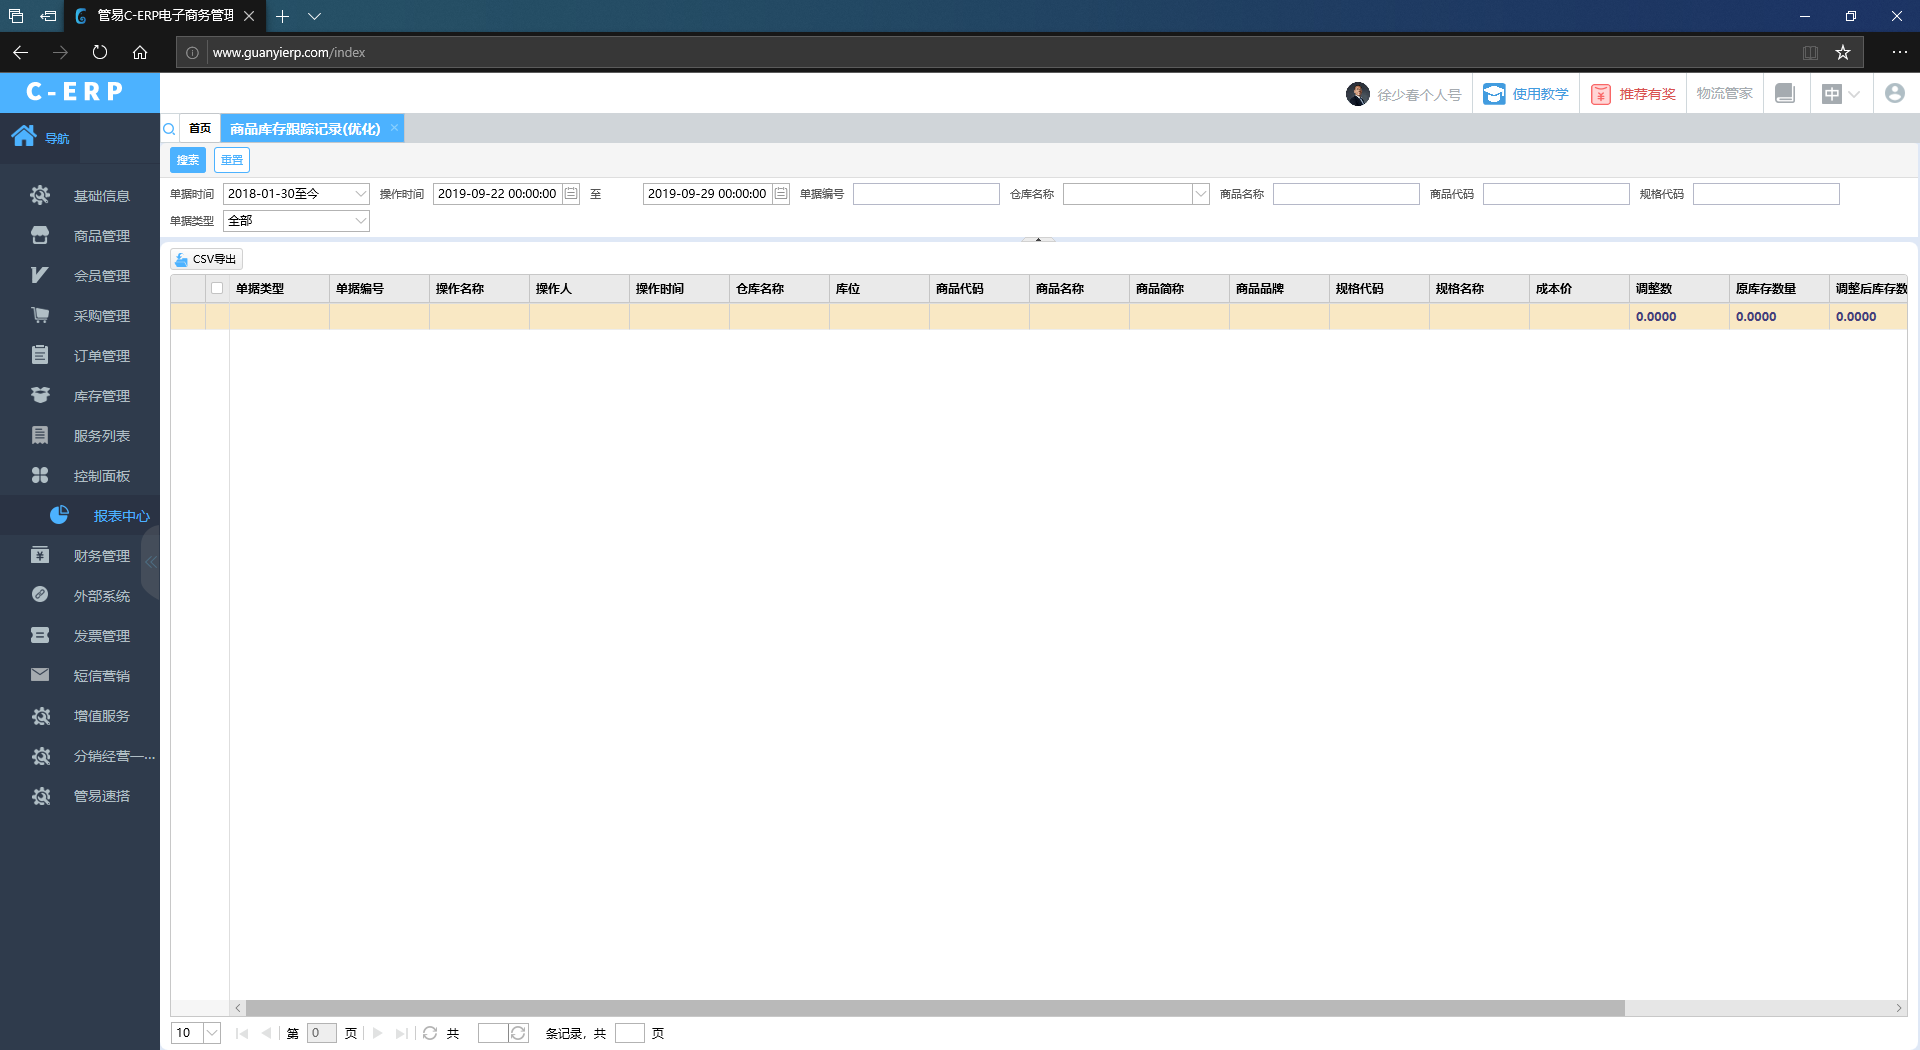 管易C-ERP电子商务管理
www.guanyierp.com/index
C-ERP
徐少春个人号
使用教学
推荐有奖
物流管家
中
导航
首页
商品库存跟踪记录(优化)
搜索
重置
单据时间 2018-01-30至今 操作时间 2019-09-22 00:00:00 至 2019-09-29 00:00:00 单据编号 仓库名称 商品名称 商品代码 规格代码
单据类型 全部
CSV导出
单据类型 单据编号 操作名称 操作人 操作时间 仓库名称 库位 商品代码 商品名称 商品简称 商品品牌 规格代码 规格名称 成本价 调整数 原库存数量 调整后库存数
0.0000 0.0000 0.0000
基础信息
商品管理
会员管理
采购管理
订单管理
库存管理
服务列表
控制面板
报表中心
财务管理
外部系统
发票管理
短信营销
增值服务
分销经营一...
管易速搭
10 第 0 页 共 条记录，共 页